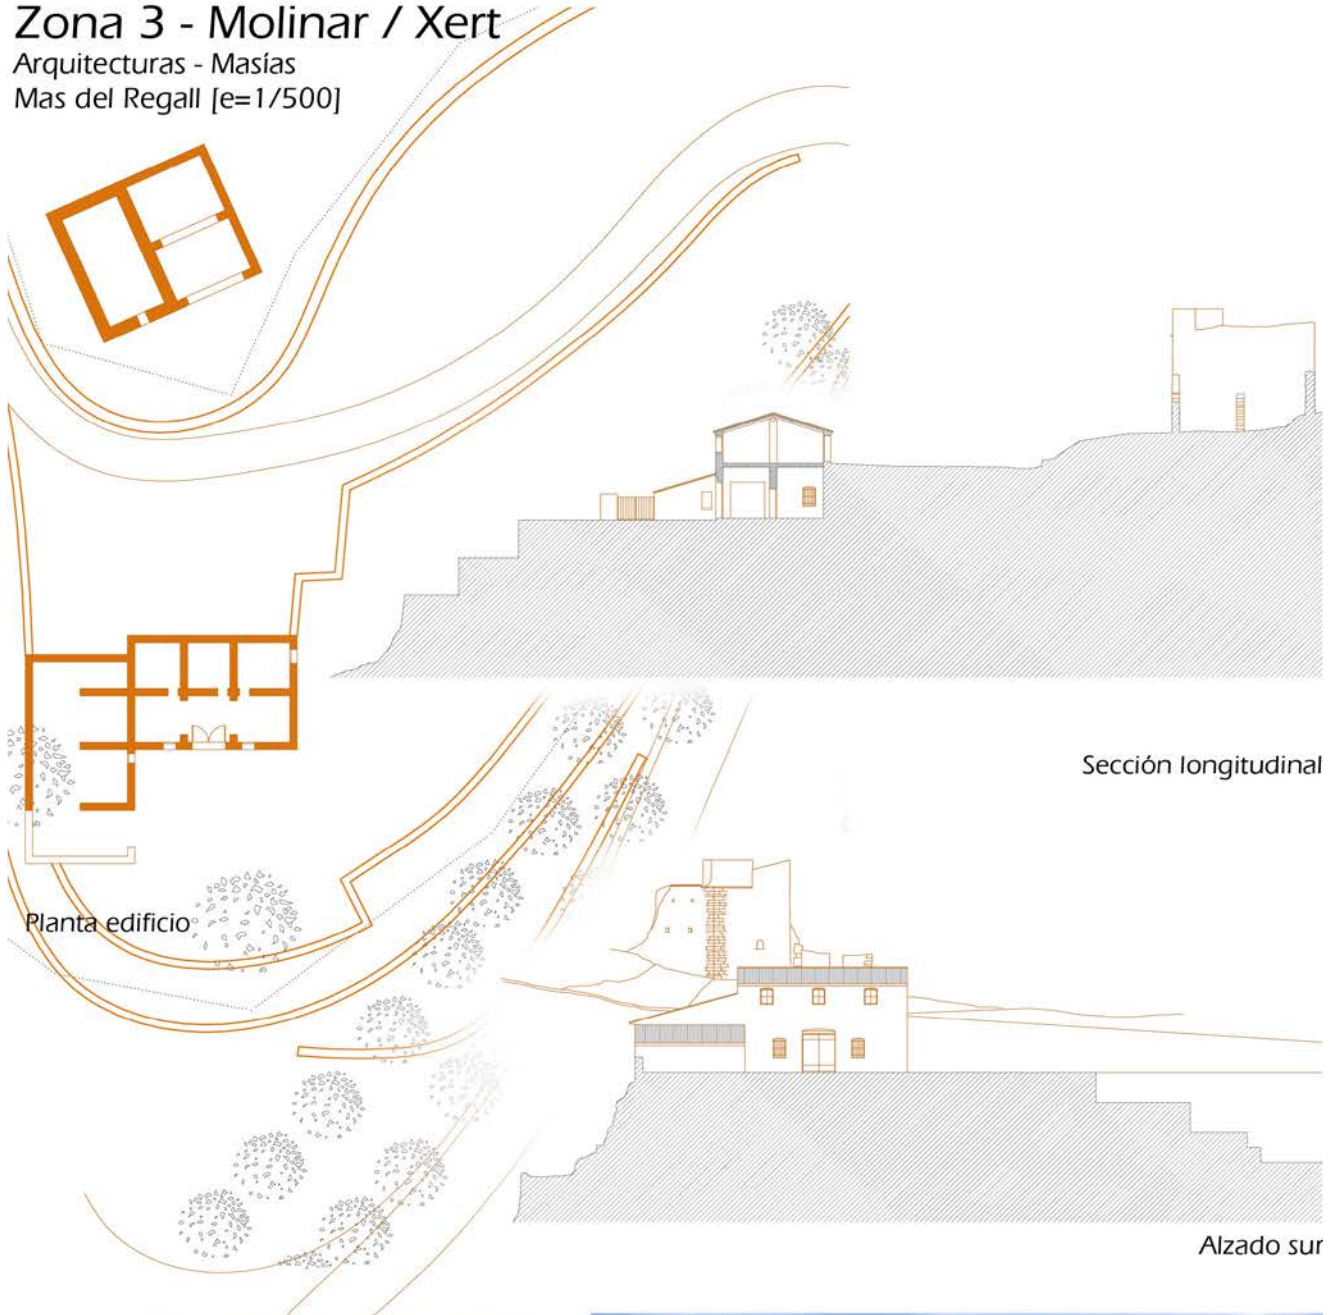 Zona 3 - Molinar / Xert
Arquitecturas - Masías
Mas del Regall [e=1/500]
Sección longitudinal
Planta edificio
Alzado sur